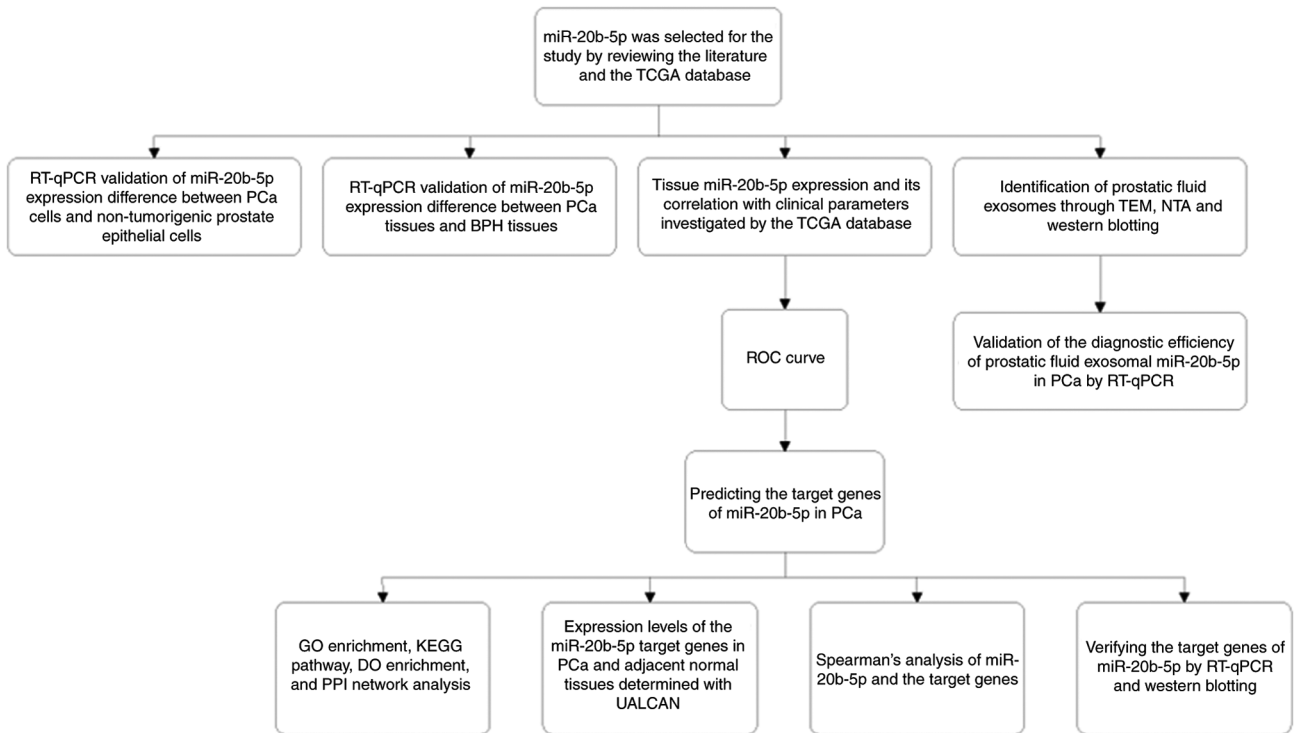 miR-20b-5p was selected for the
study by reviewing the literature
and the TCGA database
RT-qPCR validation of miR-20b-5p
expression difference between PCa
cells and non-tumorigenic prostate
epithelial cells
RT-qPCR validation of miR-20b-5p
expression difference between PCa
tissues and BPH tissues
Tissue miR-20b-5p expression and its
correlation with clinical parameters
investigated by the TCGA database
Identification of prostatic fluid
exosomes through TEM, NTA and
western blotting
ROC curve
Validation of the diagnostic efficiency
of prostatic fluid exosomal miR-20b-5p
in PCa by RT-qPCR
Predicting the target genes
of miR-20b-5p in PCa
GO enrichment, KEGG
pathway, DO enrichment,
and PPI network analysis
Expression levels of the
miR-20b-5p target genes in
PCa and adjacent normal
tissues determined with
UALCAN
Spearman's analysis of miR-
20b-5p and the target genes
Verifying the target genes of
miR-20b-5p by RT-qPCR
and western blotting